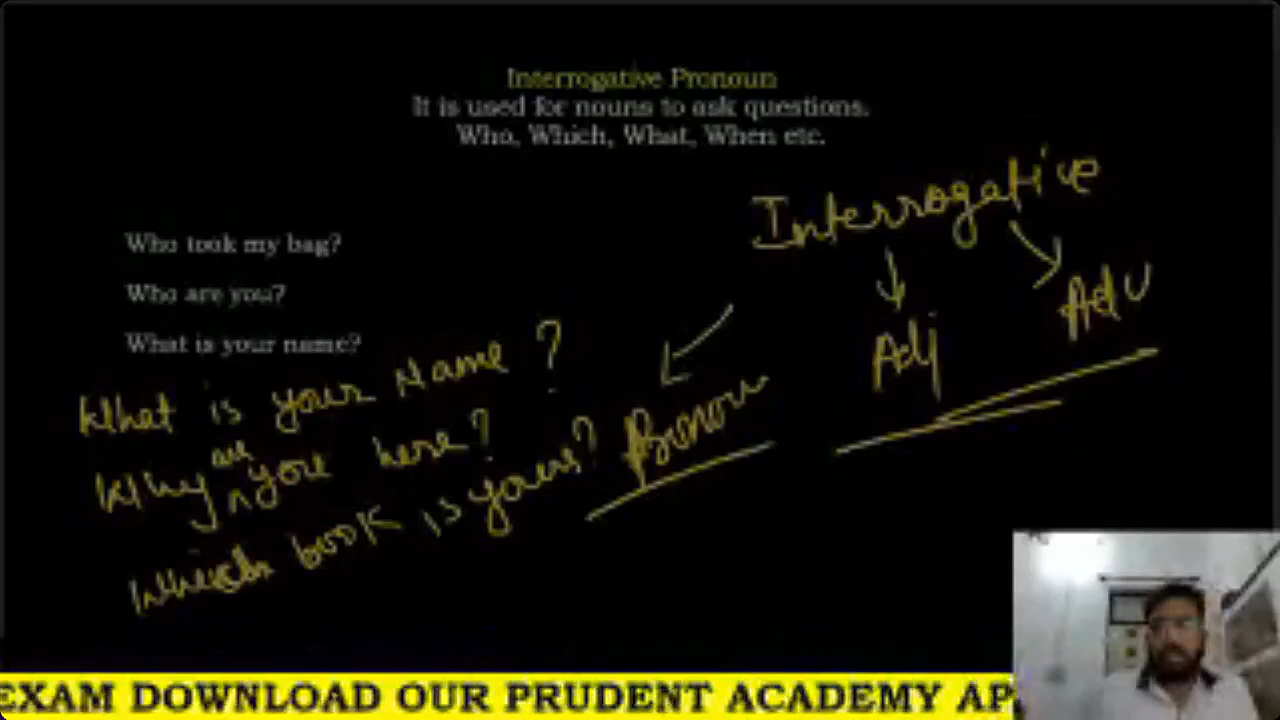 Interrogative Pronoun
It is used for nouns to ask questions.
Who, Which, What, When etc.
Interrogative
Who took my bag?
Who are you?
Adj
Adv
What is your name?
What is your Name?
Why are you here?
Which book is yours?
EXAM DOWNLOAD OUR PRUDENT ACADEMY AP